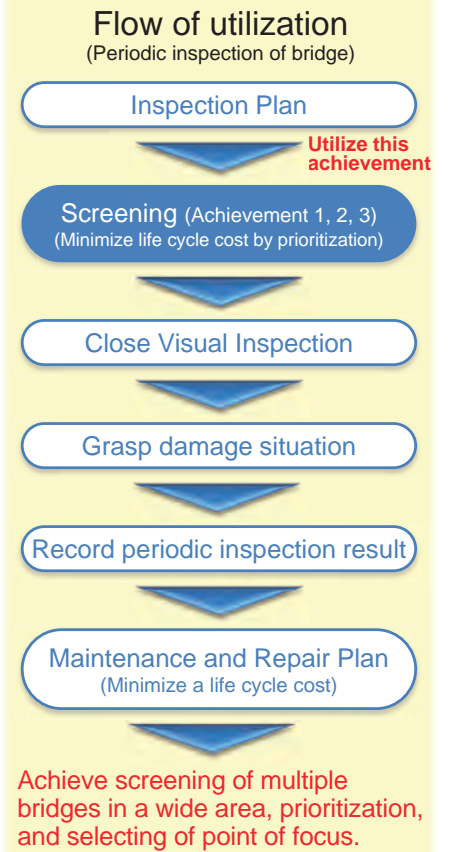 Flow of utilization
(Periodic inspection of bridge)
Inspection Plan
Utilize this
achievement
Screening (Achievement 1, 2, 3)
(Minimize life cycle cost by prioritization)
Close Visual Inspection
Grasp damage situation
Record periodic inspection result
Maintenance and Repair Plan
(Minimize a life cycle cost)
Achieve screening of multiple
bridges in a wide area, prioritization,
and selecting of point of focus.